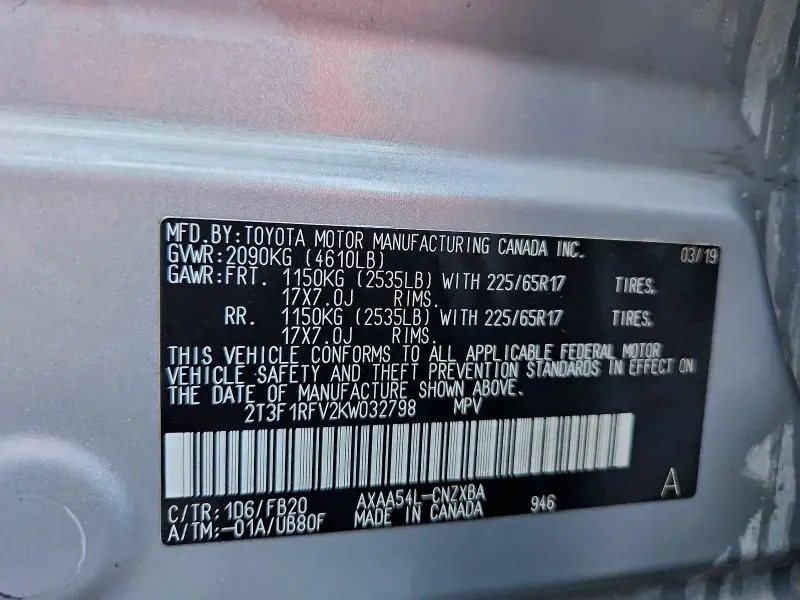 MFD.BY:TOYOTA MOTOR MANUFACTURING CANADA INC. 03/19
GVWR:2090KG (4610LB)
GAWR:FRT. 1150KG (2535LB) WITH 225/65R17 TIRES,
17X7.0J RIMS.
RR. 1150KG (2535LB) WITH 225/65R17 TIRES,
17X7.0J RIMS.
THIS VEHICLE CONFORMS TO ALL APPLICABLE FEDERAL MOTOR
VEHICLE SAFETY AND THEFT PREVENTION STANDARDS IN EFFECT ON
THE DATE OF MANUFACTURE SHOWN ABOVE.
2T3F1RFV2KW032798 MPV
A
C/TR:1D6/FB20 AXAA54L-CNZXBA
A/TM:-01A/UB80F MADE IN CANADA 946